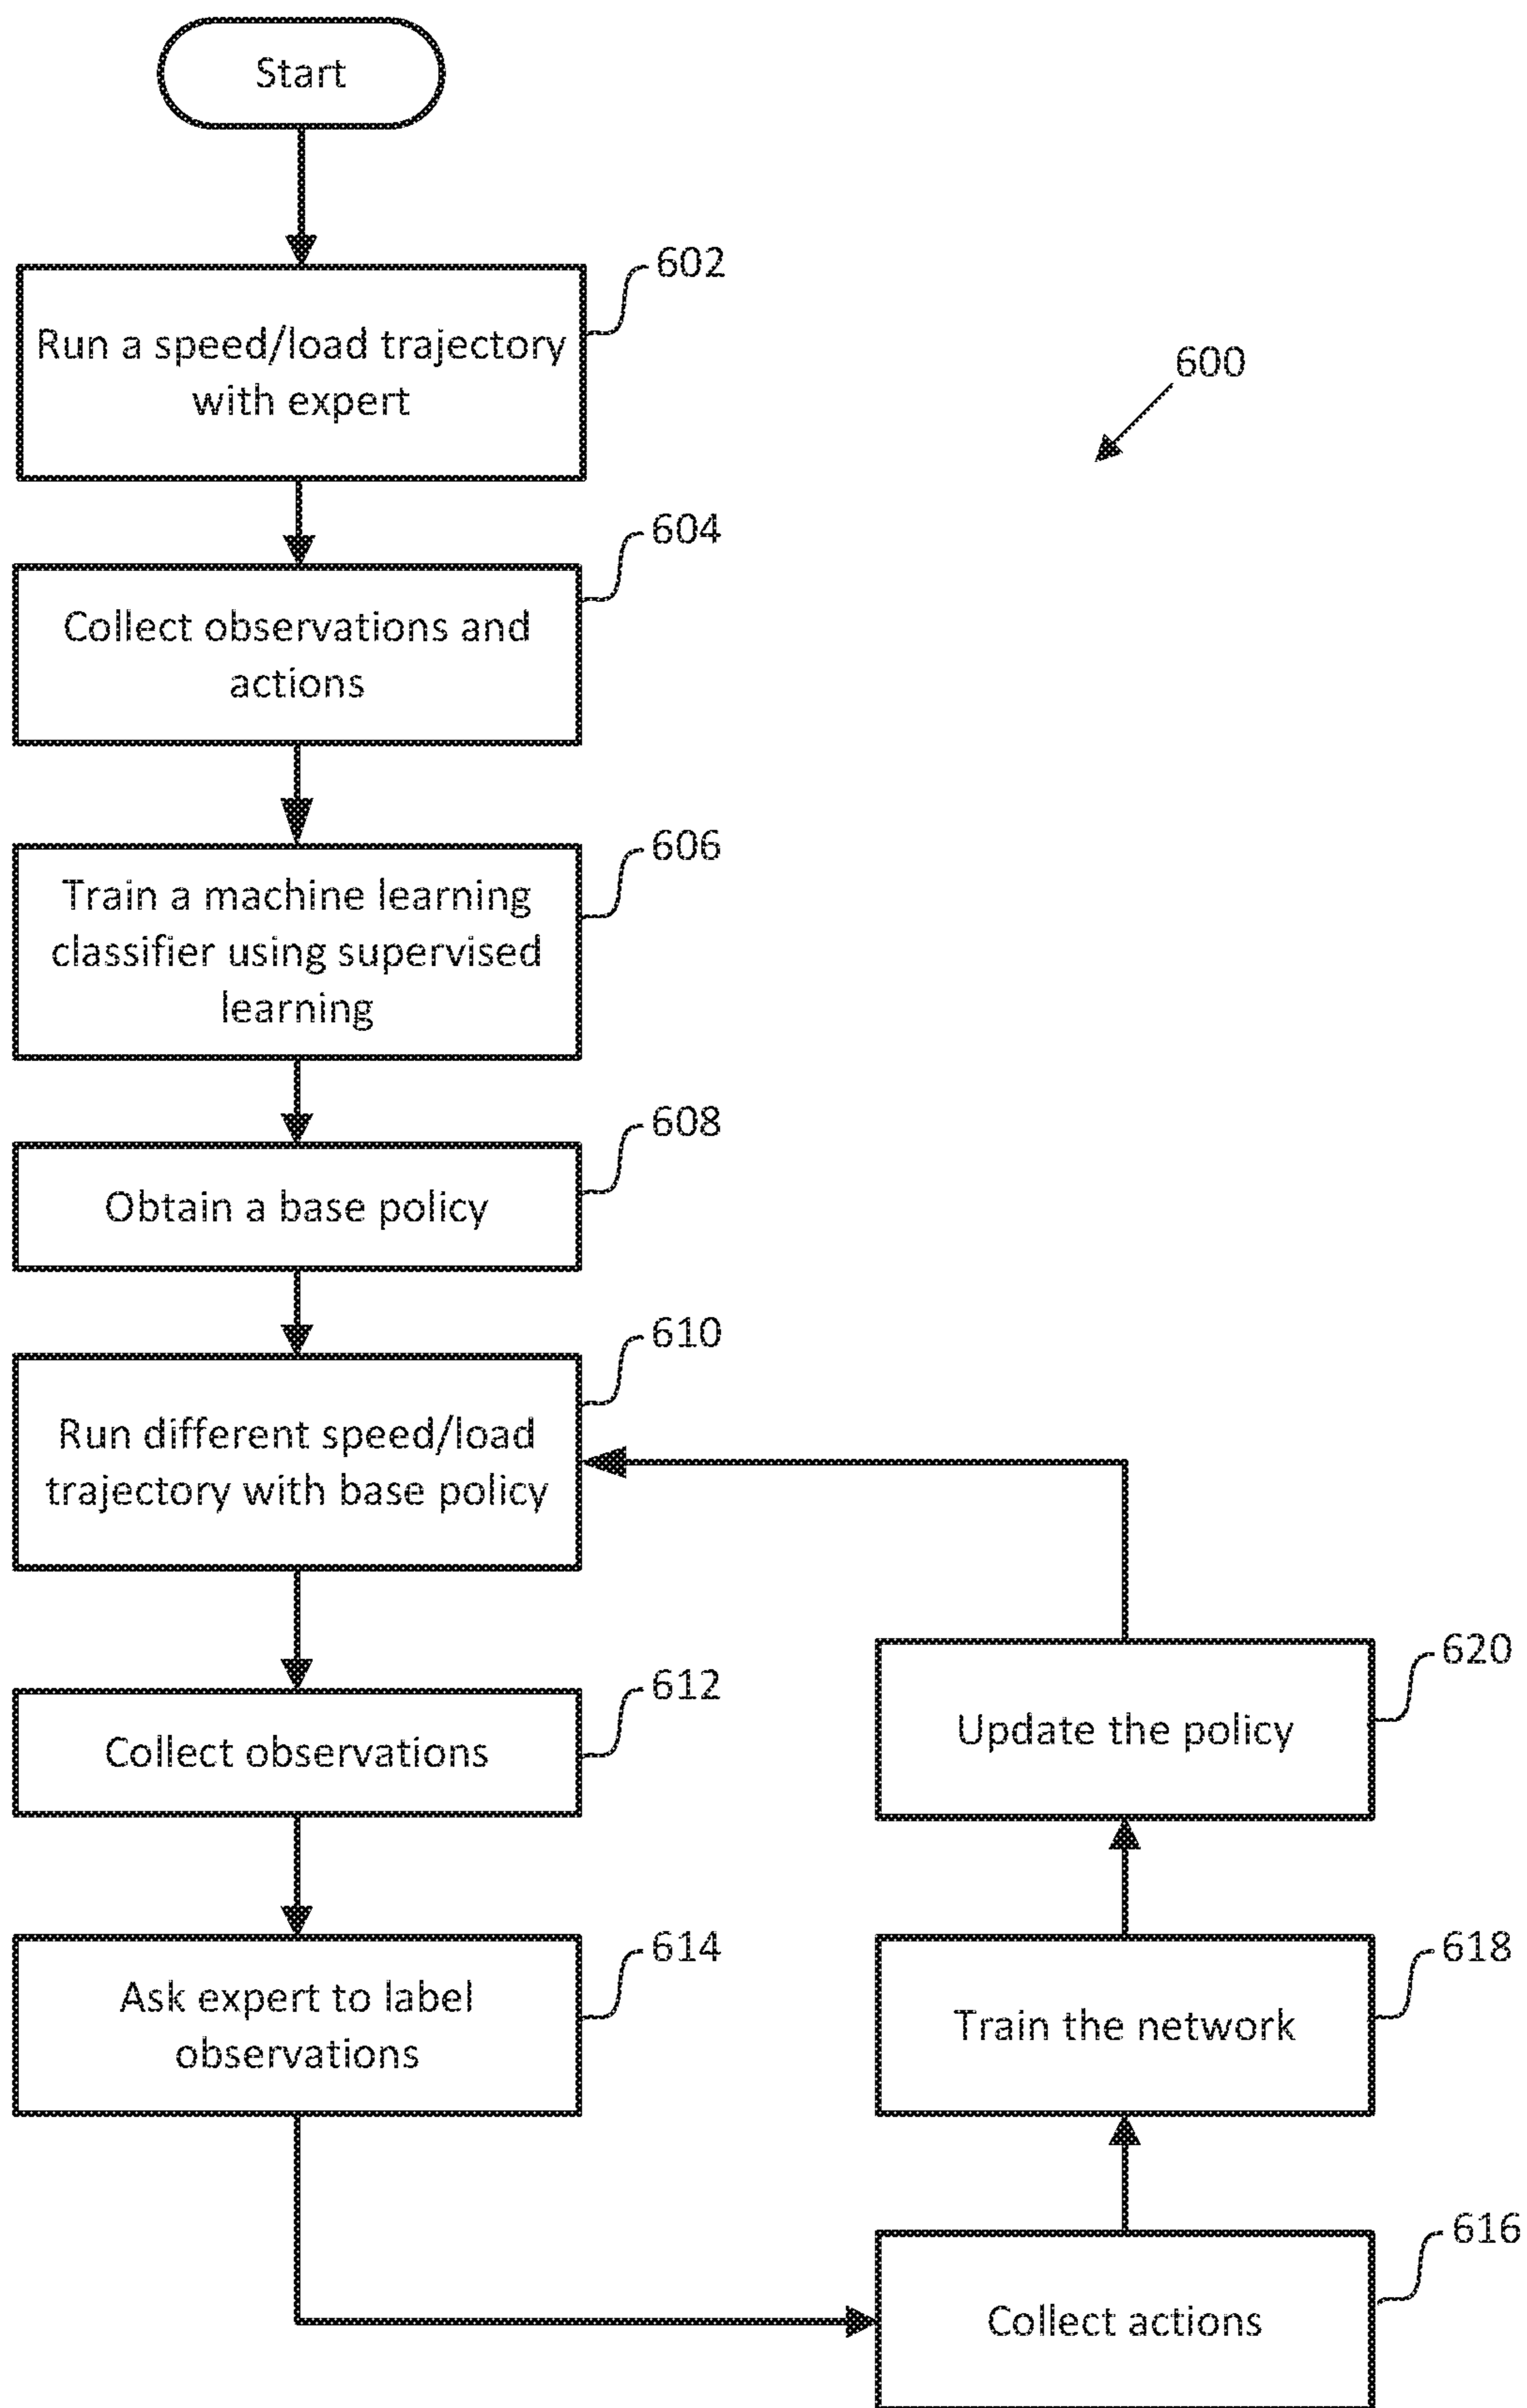 Start
602
Run a speed/load trajectory
with expert
600
604
Collect observations and
actions
606
Train a machine learning
classifier using supervised
learning
608
Obtain a base policy
610
Run different speed/load
trajectory with base policy
612
Collect observations
614
Ask expert to label
observations
616
Collect actions
618
Train the network
620
Update the policy